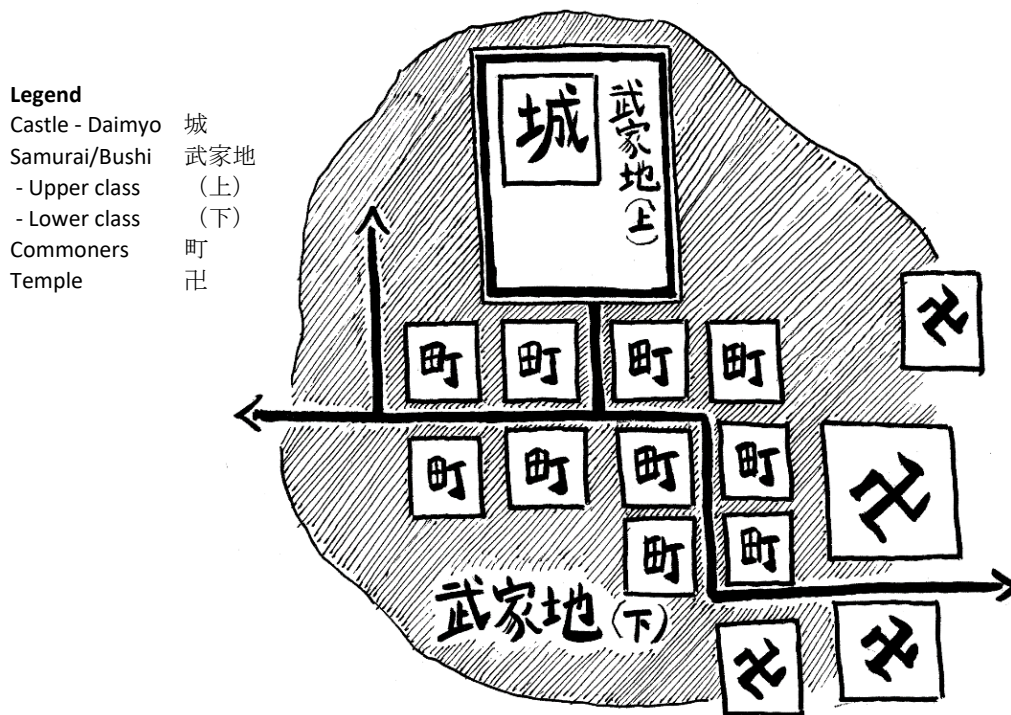 Legend
Castle - Daimyo 城
Samurai/Bushi 武家地
- Upper class （上）
- Lower class （下）
Commoners 町
Temple 卍
城
武家地(上)
卍
町 町 町 町
町 町 町 町
卍
町 町
武家地(下)
卍 卍